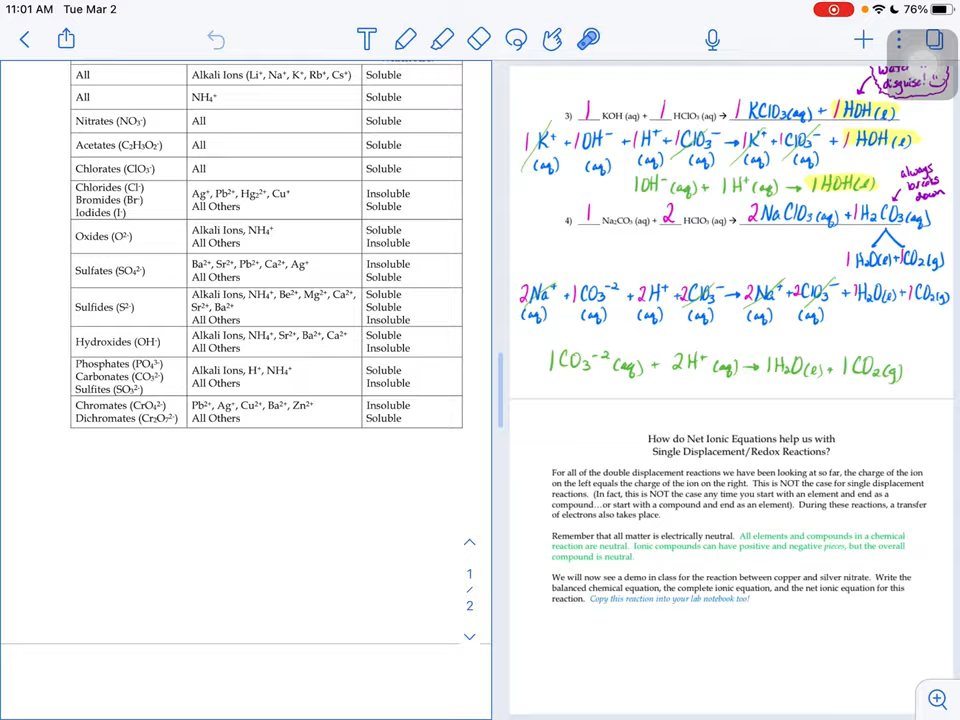 11:01 AM Tue Mar 2
76%
All Alkali Ions (Li⁺, Na⁺, K⁺, Rb⁺, Cs⁺) Soluble
All NH₄⁺ Soluble
Nitrates (NO₃⁻) All Soluble
Acetates (C₂H₃O₂⁻) All Soluble
Chlorates (ClO₃⁻) All Soluble
Chlorides (Cl⁻)
Bromides (Br⁻)
Iodides (I⁻)
Ag⁺, Pb²⁺, Hg₂²⁺, Cu⁺ Insoluble
All Others Soluble
Oxides (O²⁻)
Alkali Ions, NH₄⁺ Soluble
All Others Insoluble
Sulfates (SO₄²⁻)
Ba²⁺, Sr²⁺, Pb²⁺, Ca²⁺, Ag⁺ Insoluble
All Others Soluble
Sulfides (S²⁻)
Alkali Ions, NH₄⁺, Be²⁺, Mg²⁺, Ca²⁺, Soluble
Sr²⁺, Ba²⁺ Soluble
All Others Insoluble
Hydroxides (OH⁻)
Alkali Ions, NH₄⁺, Sr²⁺, Ba²⁺, Ca²⁺ Soluble
All Others Insoluble
Phosphates (PO₄³⁻)
Carbonates (CO₃²⁻)
Sulfites (SO₃²⁻)
Alkali Ions, H⁺, NH₄⁺ Soluble
All Others Insoluble
Chromates (CrO₄²⁻)
Dichromates (Cr₂O₇²⁻)
Pb²⁺, Ag⁺, Cu²⁺, Ba²⁺, Zn²⁺ Insoluble
All Others Soluble
1
/
2
disguise!
3) 1 KOH (aq) + 1 HClO₃ (aq) → 1 KClO₃(aq) + 1 HOH(l)
1K⁺ + 1OH⁻ + 1H⁺ + 1ClO₃⁻ → 1K⁺ + 1ClO₃⁻ + 1HOH(l)
(aq) (aq) (aq) (aq) (aq) (aq)
1OH⁻(aq) + 1H⁺(aq) → 1HOH(l)
always
breaks
down
4) 1 Na₂CO₃ (aq) + 2 HClO₃ (aq) → 2NaClO₃(aq) + 1H₂CO₃(aq)
1H₂O(l) + 1CO₂(g)
2Na⁺ + 1CO₃⁻² + 2H⁺ + 2ClO₃⁻ → 2Na⁺ + 2ClO₃⁻ + 1H₂O(l) + 1CO₂(g)
(aq) (aq) (aq) (aq) (aq) (aq)
1CO₃⁻²(aq) + 2H⁺(aq) → 1H₂O(l) + 1CO₂(g)
How do Net Ionic Equations help us with
Single Displacement/Redox Reactions?
For all of the double displacement reactions we have been looking at so far, the charge of the ion
on the left equals the charge of the ion on the right. This is NOT the case for single displacement
reactions. (In fact, this is NOT the case any time you start with an element and end as a
compound…or start with a compound and end as an element). During these reactions, a transfer
of electrons also takes place.
Remember that all matter is electrically neutral. All elements and compounds in a chemical
reaction are neutral. Ionic compounds can have positive and negative pieces, but the overall
compound is neutral.
We will now see a demo in class for the reaction between copper and silver nitrate. Write the
balanced chemical equation, the complete ionic equation, and the net ionic equation for this
reaction. Copy this reaction into your lab notebook too!